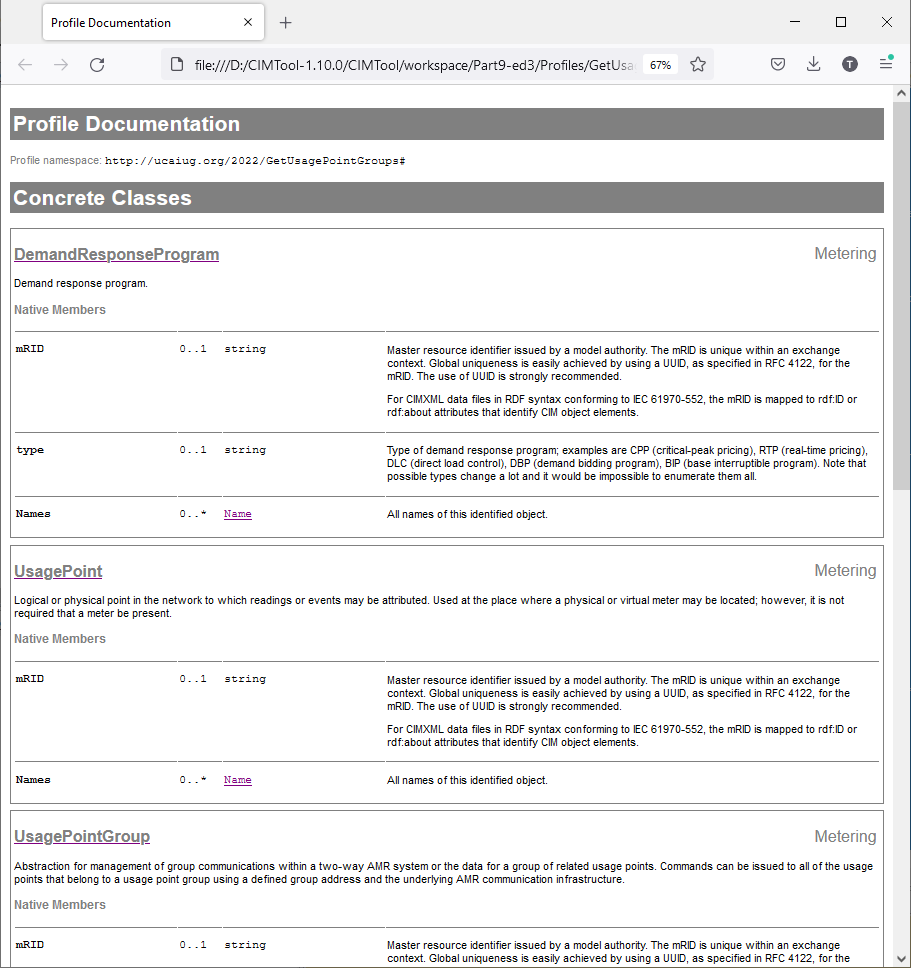 Profile Documentation
file:///D:/CIMTool-1.10.0/CIMTool/workspace/Part9-ed3/Profiles/GetUsa
67%
T
Profile Documentation
Profile namespace: http://ucaiug.org/2022/GetUsagePointGroups#
Concrete Classes
DemandResponseProgram Metering
Demand response program.
Native Members
mRID 0..1 string Master resource identifier issued by a model authority. The mRID is unique within an exchange
context. Global uniqueness is easily achieved by using a UUID, as specified in RFC 4122, for the
mRID. The use of UUID is strongly recommended.
For CIMXML data files in RDF syntax conforming to IEC 61970-552, the mRID is mapped to rdf:ID or
rdf:about attributes that identify CIM object elements.
type 0..1 string Type of demand response program; examples are CPP (critical-peak pricing), RTP (real-time pricing),
DLC (direct load control), DBP (demand bidding program), BIP (base interruptible program). Note that
possible types change a lot and it would be impossible to enumerate them all.
Names 0..* Name All names of this identified object.
UsagePoint Metering
Logical or physical point in the network to which readings or events may be attributed. Used at the place where a physical or virtual meter may be located; however, it is not
required that a meter be present.
Native Members
mRID 0..1 string Master resource identifier issued by a model authority. The mRID is unique within an exchange
context. Global uniqueness is easily achieved by using a UUID, as specified in RFC 4122, for the
mRID. The use of UUID is strongly recommended.
For CIMXML data files in RDF syntax conforming to IEC 61970-552, the mRID is mapped to rdf:ID or
rdf:about attributes that identify CIM object elements.
Names 0..* Name All names of this identified object.
UsagePointGroup Metering
Abstraction for management of group communications within a two-way AMR system or the data for a group of related usage points. Commands can be issued to all of the usage
points that belong to a usage point group using a defined group address and the underlying AMR communication infrastructure.
Native Members
mRID 0..1 string Master resource identifier issued by a model authority. The mRID is unique within an exchange
context. Global uniqueness is easily achieved by using a UUID, as specified in RFC 4122, for the